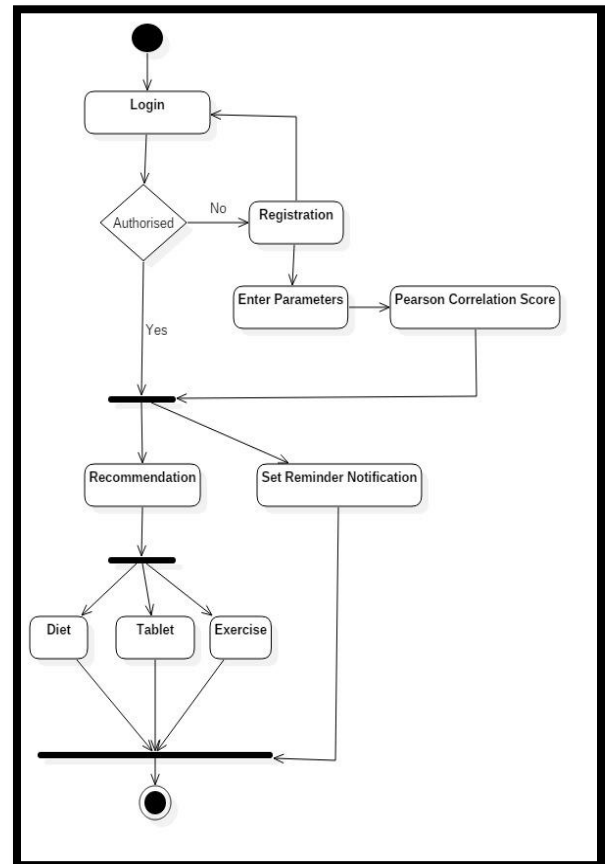 Login
Authorised
No
Registration
Enter Parameters
Pearson Correlation Score
Yes
Recommendation
Set Reminder Notification
Diet
Tablet
Exercise